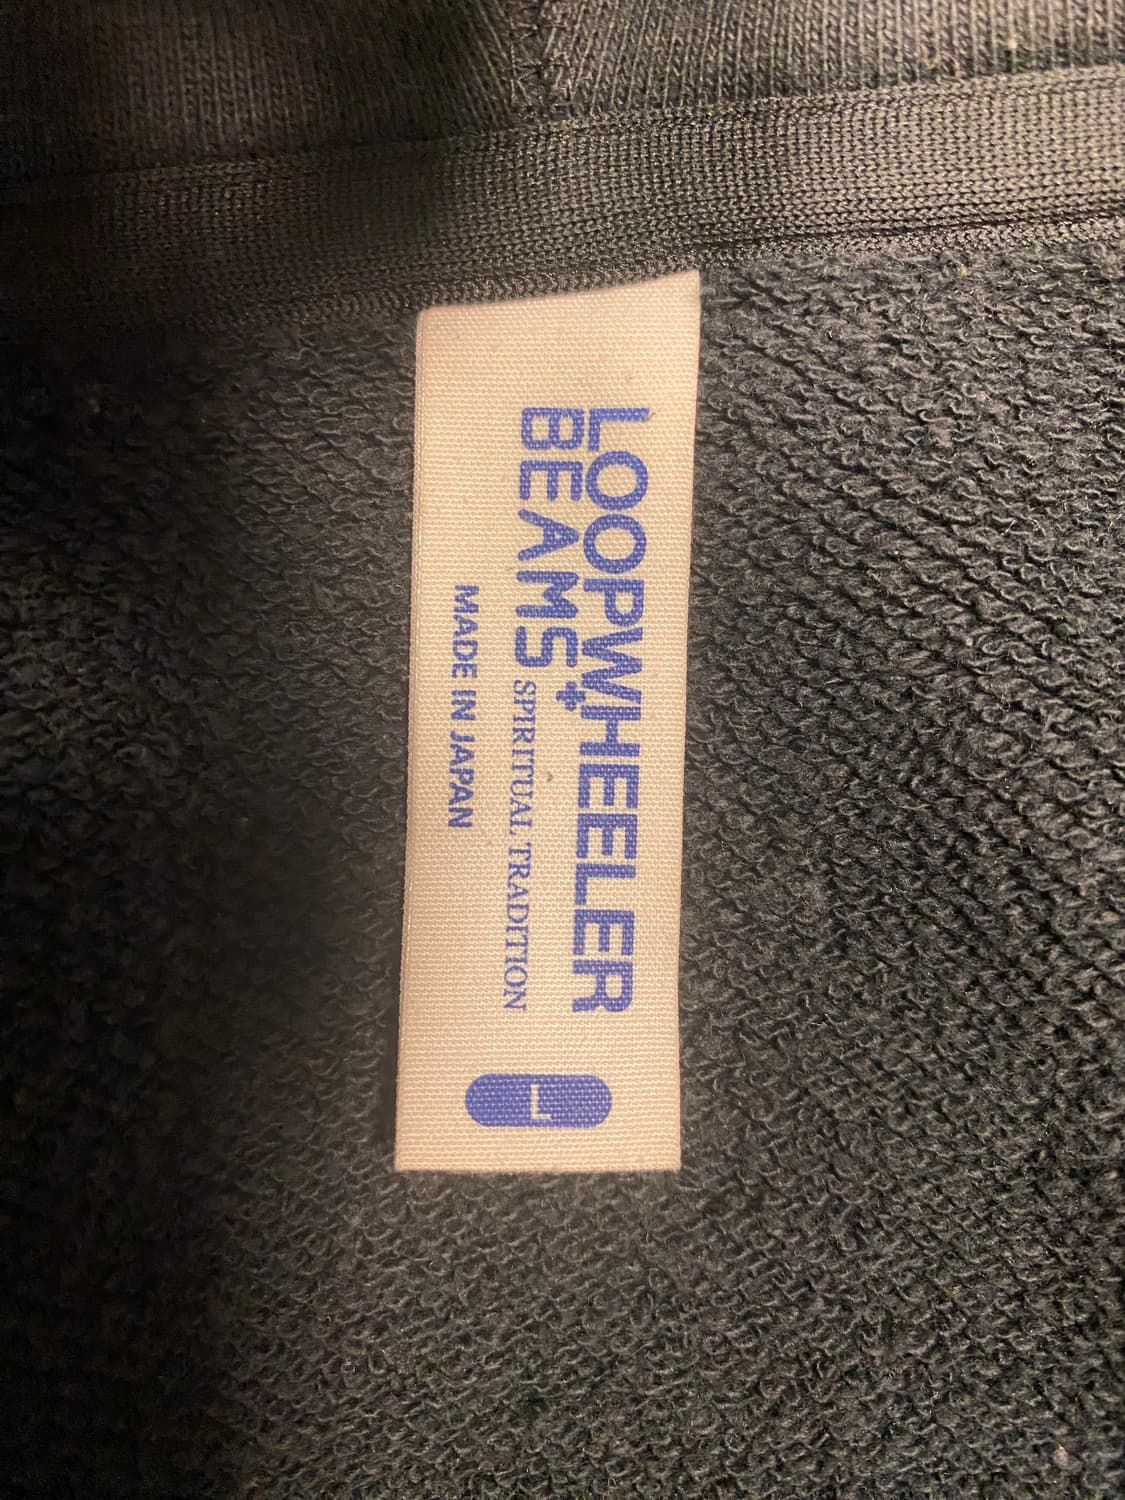 LOOPWHEELER
BEAMS+ SPIRITUAL TRADITION
MADE IN JAPAN
L